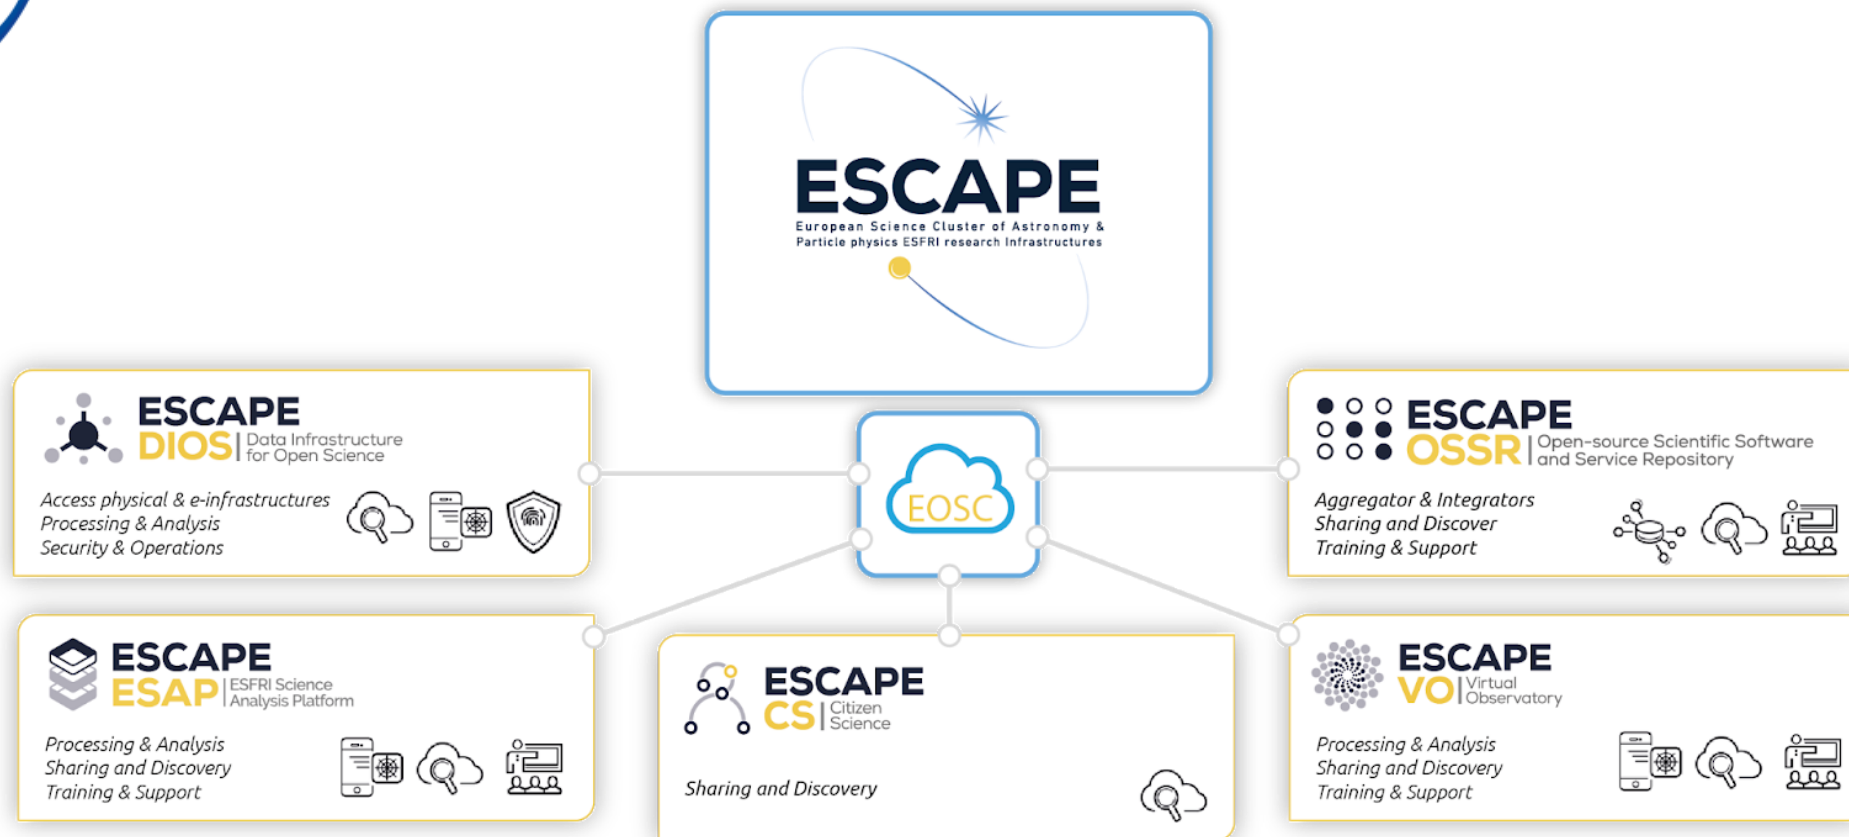 ESCAPE
European Science Cluster of Astronomy &
Particle physics ESFRI research Infrastructures
ESCAPE
DIOS
Data Infrastructure
for Open Science
Access physical & e-infrastructures
Processing & Analysis
Security & Operations
EOSC
ESCAPE
OSSR
Open-source Scientific Software
and Service Repository
Aggregator & Integrators
Sharing and Discover
Training & Support
ESCAPE
ESAP
ESFRI Science
Analysis Platform
Processing & Analysis
Sharing and Discovery
Training & Support
ESCAPE
CS
Citizen
Science
Sharing and Discovery
ESCAPE
VO
Virtual
Observatory
Processing & Analysis
Sharing and Discovery
Training & Support